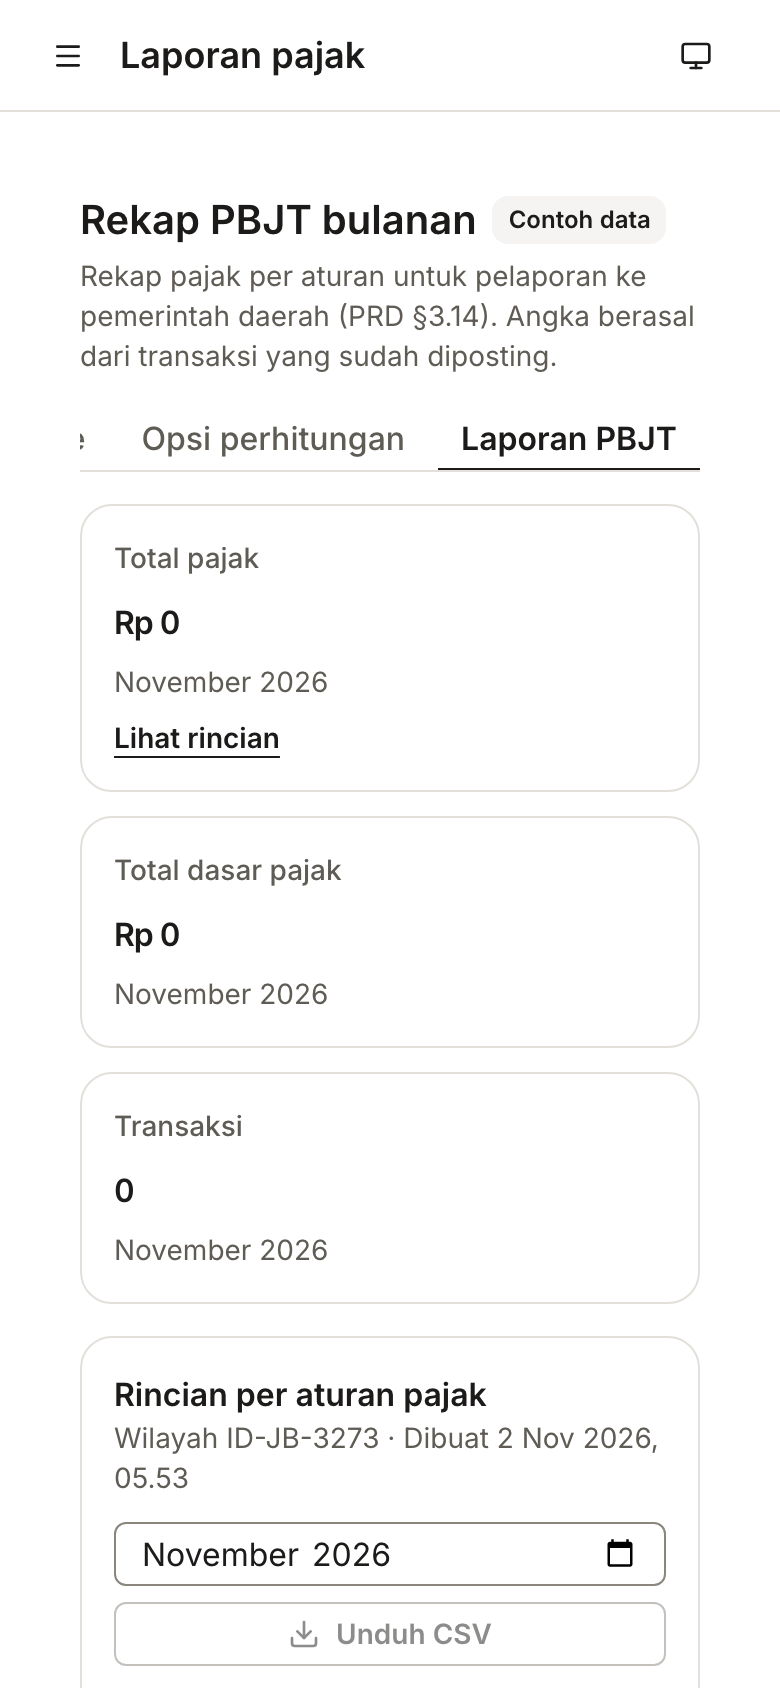 Laporan pajak
Rekap PBJT bulanan
Contoh data
Rekap pajak per aturan untuk pelaporan ke
pemerintah daerah (PRD §3.14). Angka berasal
dari transaksi yang sudah diposting.
Opsi perhitungan
Laporan PBJT
Total pajak
Rp 0
November 2026
Lihat rincian
Total dasar pajak
Rp 0
November 2026
Transaksi
0
November 2026
Rincian per aturan pajak
Wilayah ID-JB-3273 · Dibuat 2 Nov 2026,
05.53
November 2026
Unduh CSV